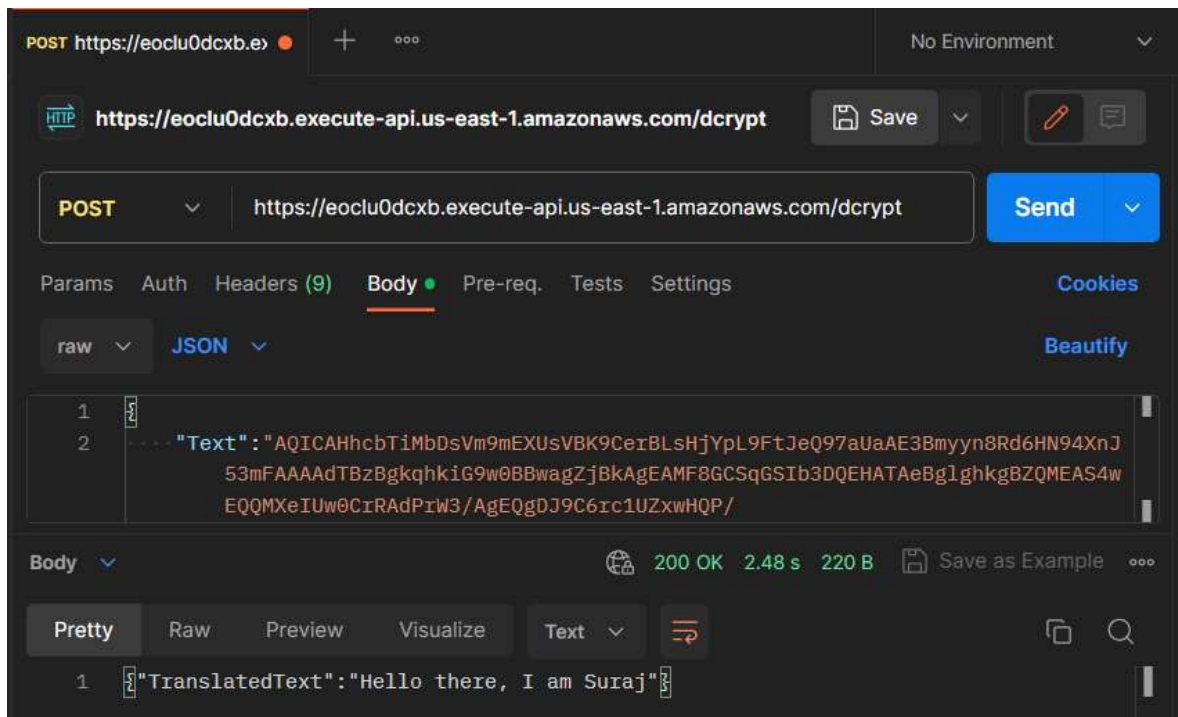 POST https://eoclu0dcxb.ex
No Environment
HTTP https://eoclu0dcxb.execute-api.us-east-1.amazonaws.com/dcrypt Save
POST https://eoclu0dcxb.execute-api.us-east-1.amazonaws.com/dcrypt Send
Params Auth Headers (9) Body Pre-req. Tests Settings Cookies
raw JSON Beautify
1 {
2 "Text":"AQICAHhcbTiMbDsVm9mEXUsVBK9CerBLsHjYpL9FtJeQ97aUaAE3Bmyyn8Rd6HN94XnJ
53mFAAAAdTBzBgkqhkiG9w0BBwagZjBkAgEAMF8GCSqGSIb3DQEHATAeBglghkgBZQMEAS4w
EQQMXeIUw0CrRAdPrW3/AgEQgDJ9C6rc1UZxwHQP/
Body 200 OK 2.48 s 220 B Save as Example
Pretty Raw Preview Visualize Text
1 {"TranslatedText":"Hello there, I am Suraj"}